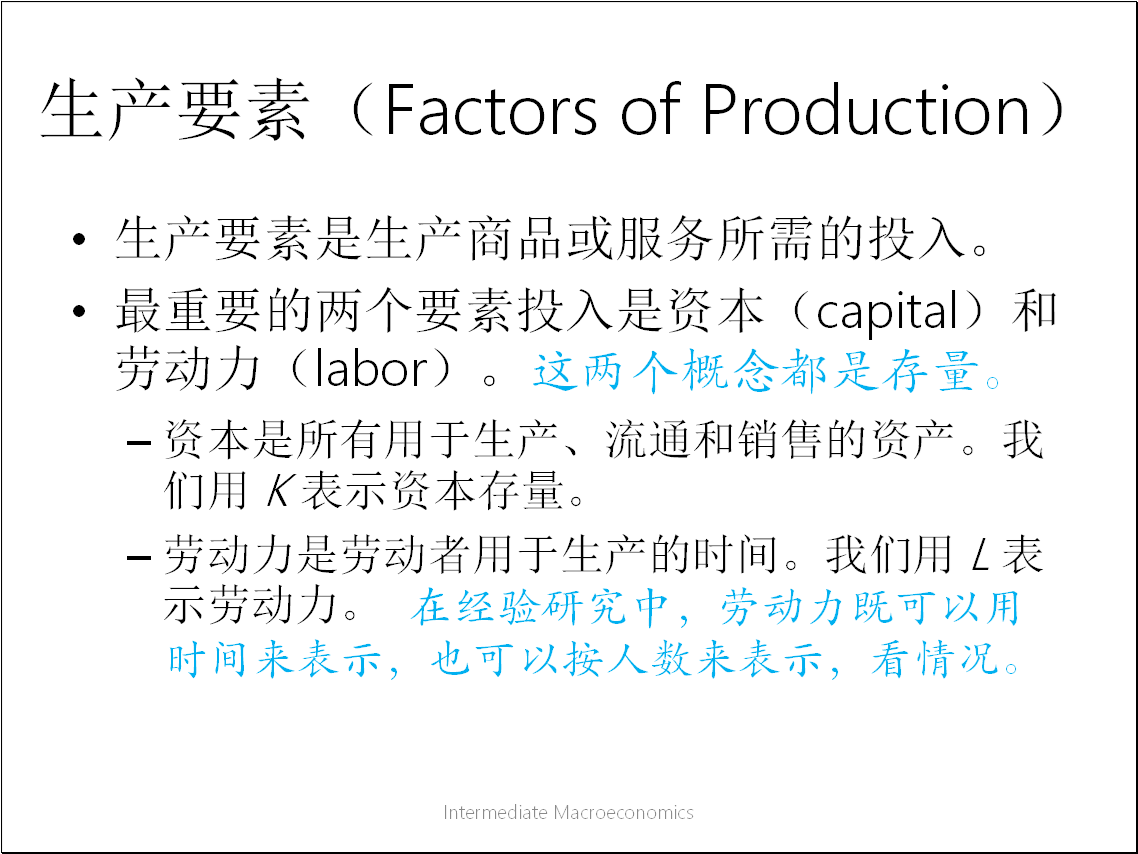 生产要素（Factors of Production）
• 生产要素是生产商品或服务所需的投入。
• 最重要的两个要素投入是资本（capital）和
劳动力（labor）。这两个概念都是存量。
– 资本是所有用于生产、流通和销售的资产。我
们用 K 表示资本存量。
– 劳动力是劳动者用于生产的时间。我们用 L 表
示劳动力。 在经验研究中，劳动力既可以用
时间来表示，也可以按人数来表示，看情况。
Intermediate Macroeconomics